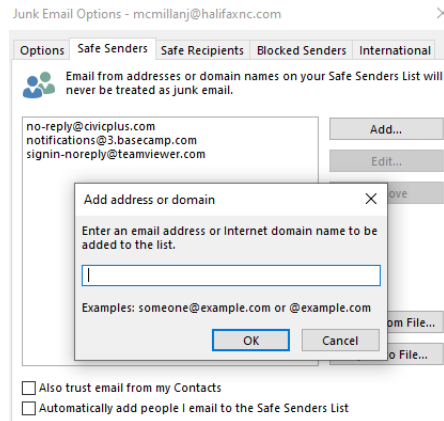 Junk Email Options - mcmillanj@halifaxnc.com
Options Safe Senders Safe Recipients Blocked Senders International
Email from addresses or domain names on your Safe Senders List will
never be treated as junk email.
no-reply@civicplus.com
notifications@3.basecamp.com
signin-noreply@teamviewer.com
Add...
Edit...
ove
Add address or domain
Enter an email address or Internet domain name to be
added to the list.
Examples: someone@example.com or @example.com
OK Cancel
om File...
o File...
Also trust email from my Contacts
Automatically add people I email to the Safe Senders List